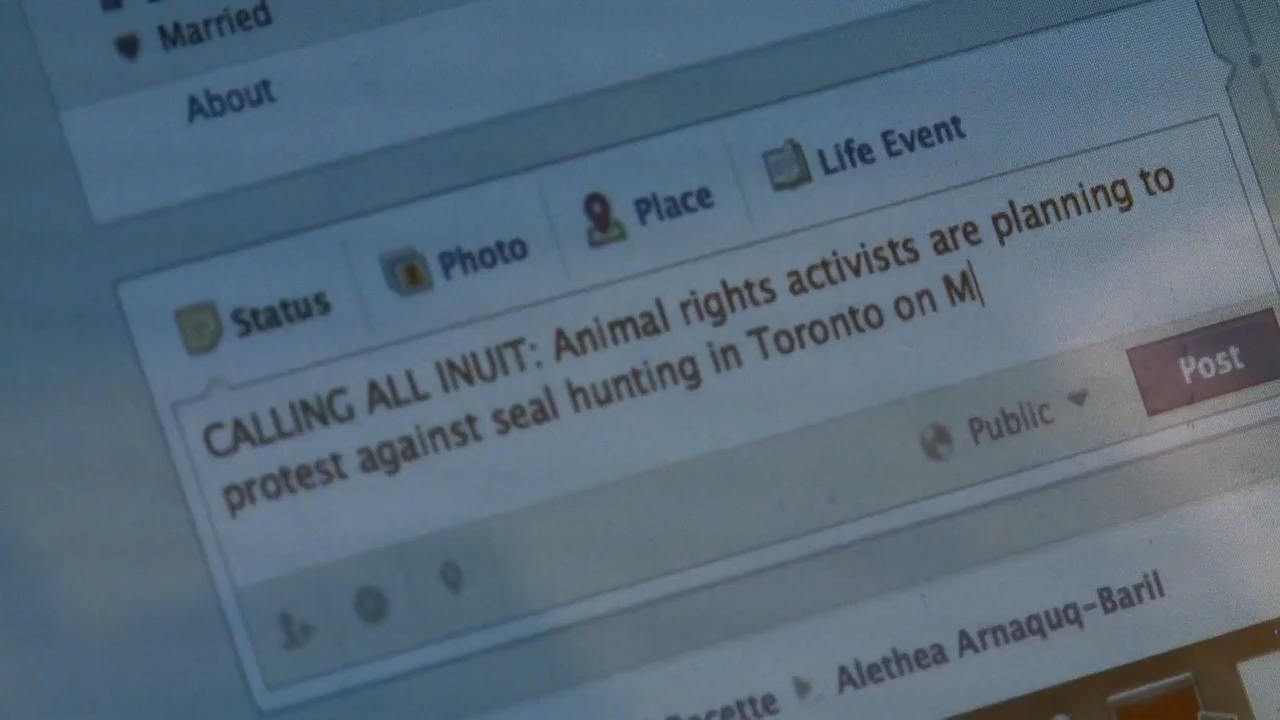 Married
About
Status Photo Place Life Event
CALLING ALL INUIT: Animal rights activists are planning to
protest against seal hunting in Toronto on M
Public Post
Alethea Arnaquq-Baril